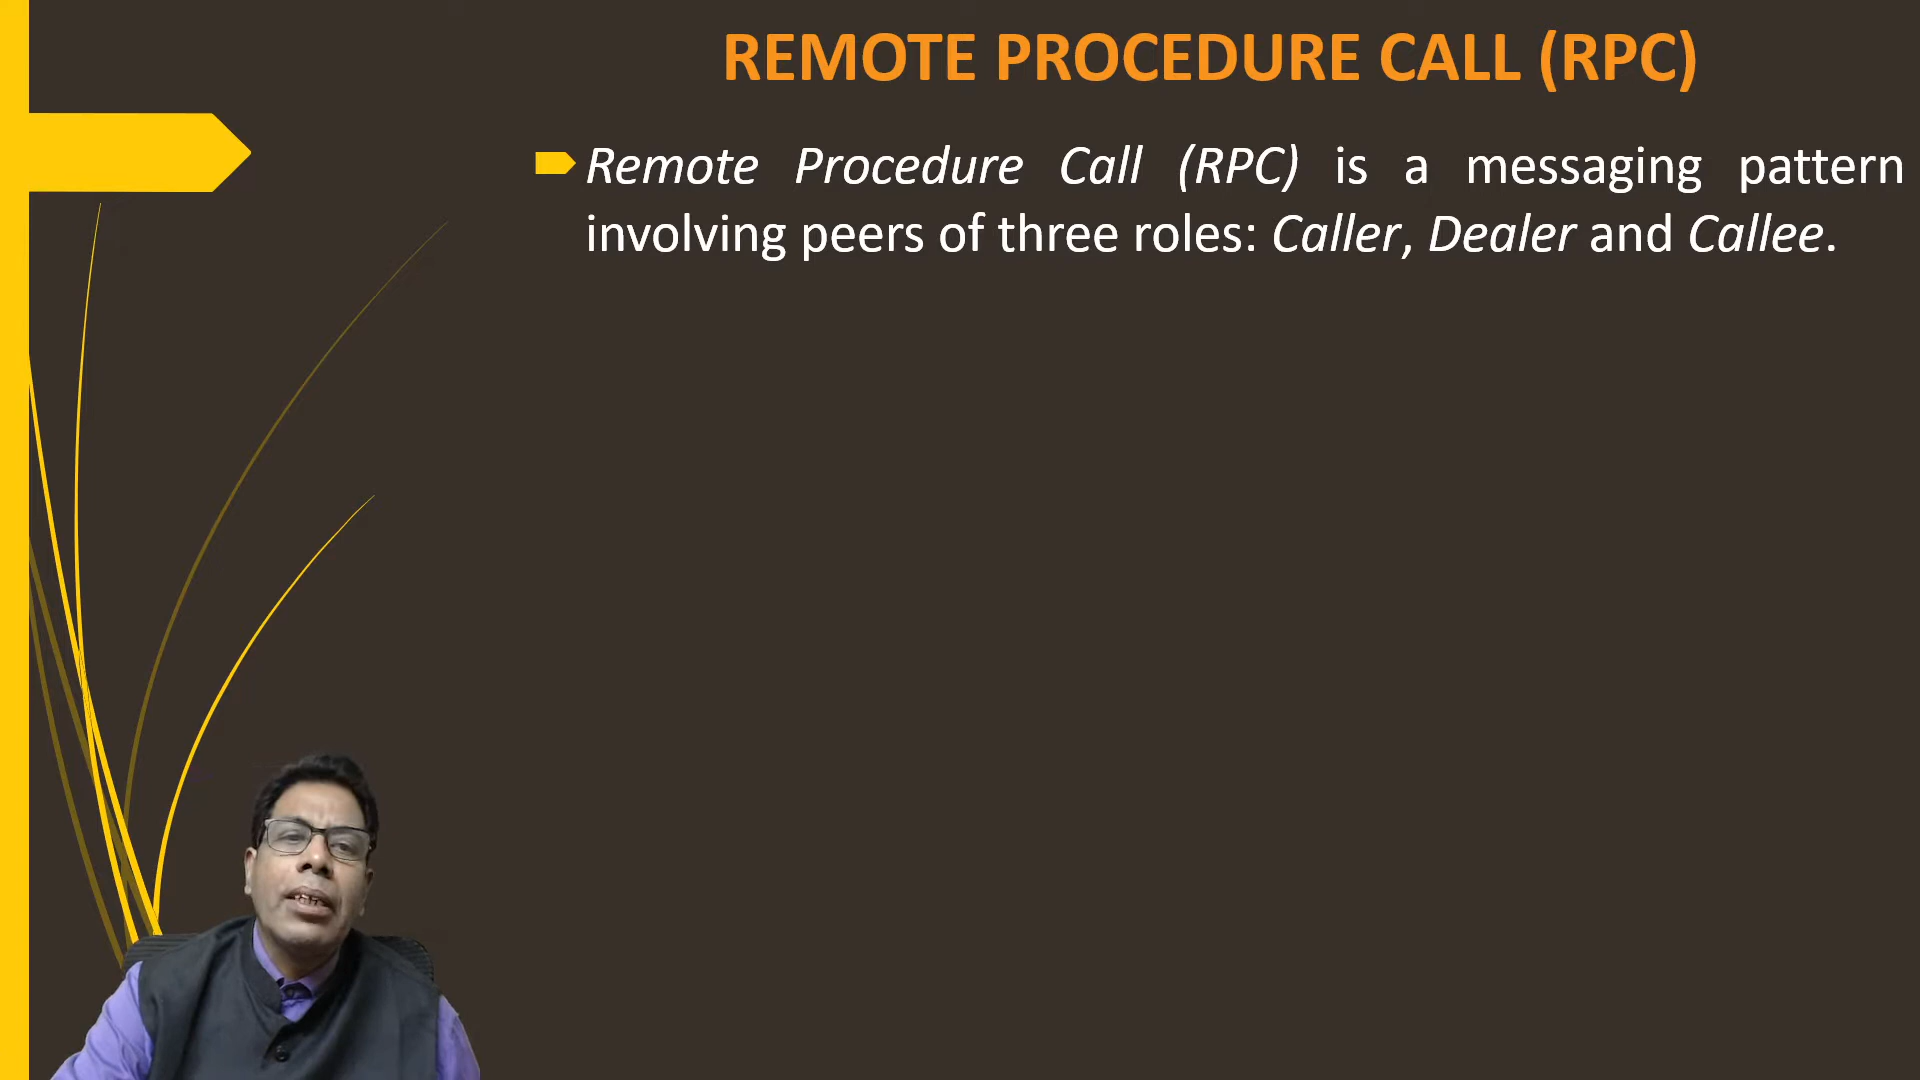 REMOTE PROCEDURE CALL (RPC)
Remote Procedure Call (RPC) is a messaging pattern
involving peers of three roles: Caller, Dealer and Callee.